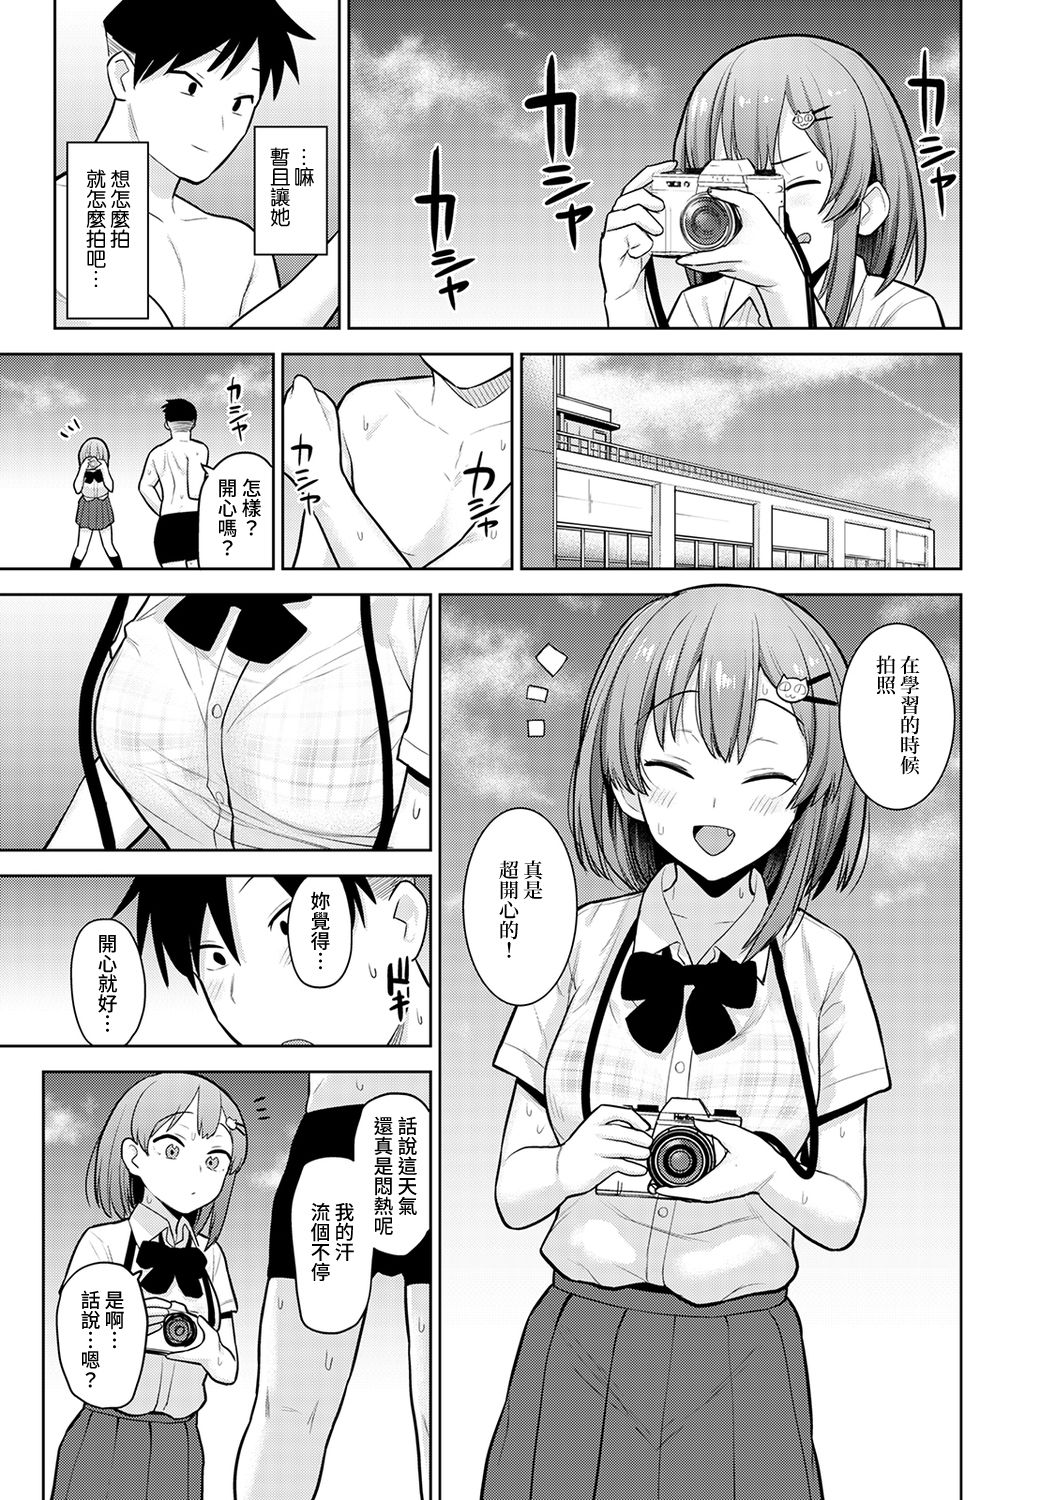 カシャ
カシャ
カシャ
…嘛
暫且讓她
想怎麼拍
就怎麼拍吧…
カシャ
カシャ
カシャ
怎樣？
開心嗎？
在學習的時候
拍照
真是
超開心的！
妳覺得…
開心就好…
ドキ
話說這天氣
還真是悶熱呢
我的汗
流個不停
是啊…
話說…嗯？